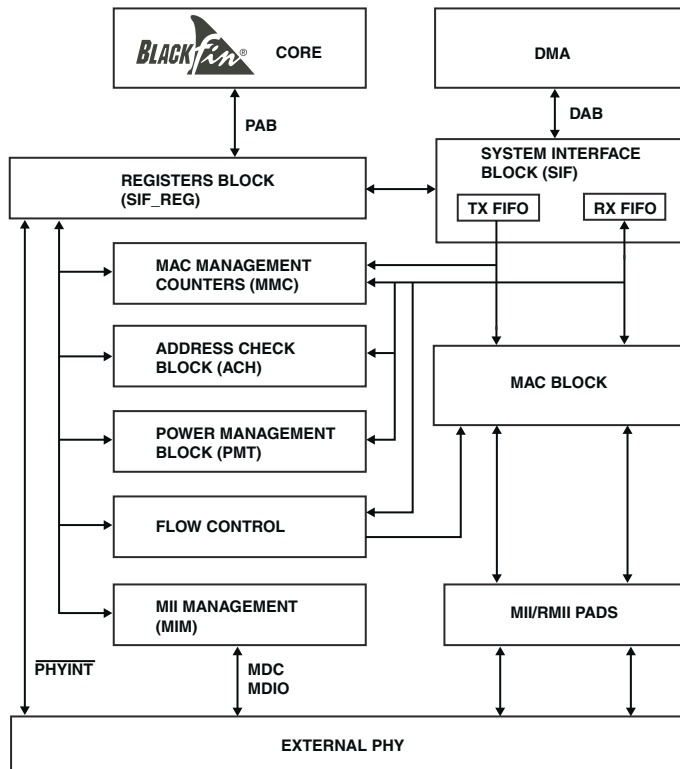 BLACKfin® CORE
DMA
PAB
DAB
REGISTERS BLOCK
(SIF_REG)
SYSTEM INTERFACE
BLOCK (SIF)
TX FIFO
RX FIFO
MAC MANAGEMENT
COUNTERS (MMC)
ADDRESS CHECK
BLOCK (ACH)
MAC BLOCK
POWER MANAGEMENT
BLOCK (PMT)
FLOW CONTROL
MII MANAGEMENT
(MIM)
MII/RMII PADS
PHYINT
MDC
MDIO
EXTERNAL PHY